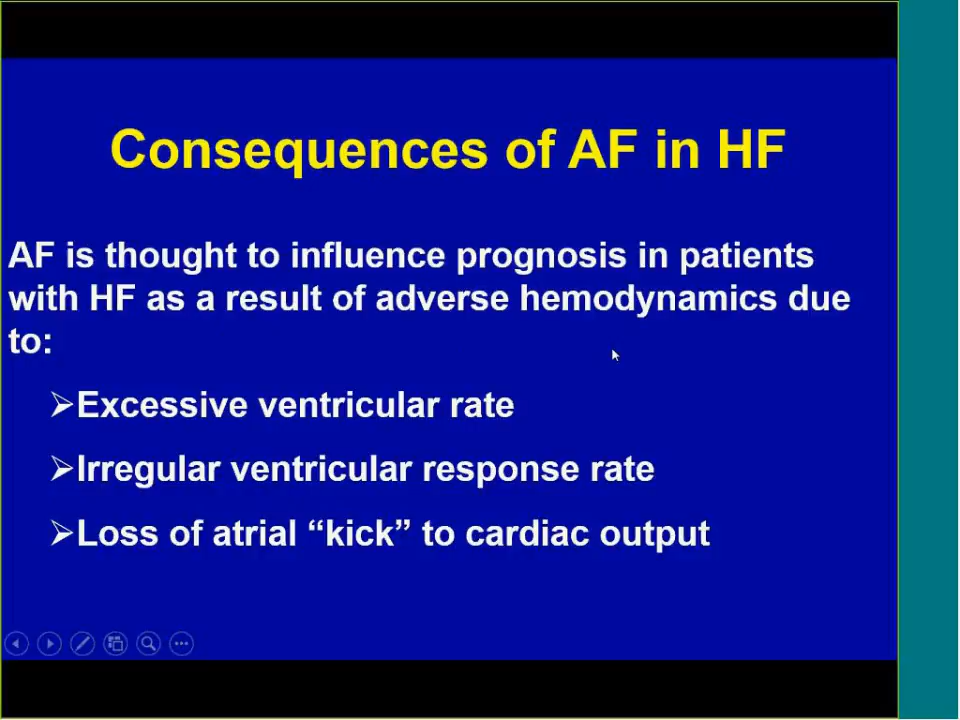 Consequences of AF in HF
AF is thought to influence prognosis in patients
with HF as a result of adverse hemodynamics due
to:
➢Excessive ventricular rate
➢Irregular ventricular response rate
➢Loss of atrial “kick” to cardiac output